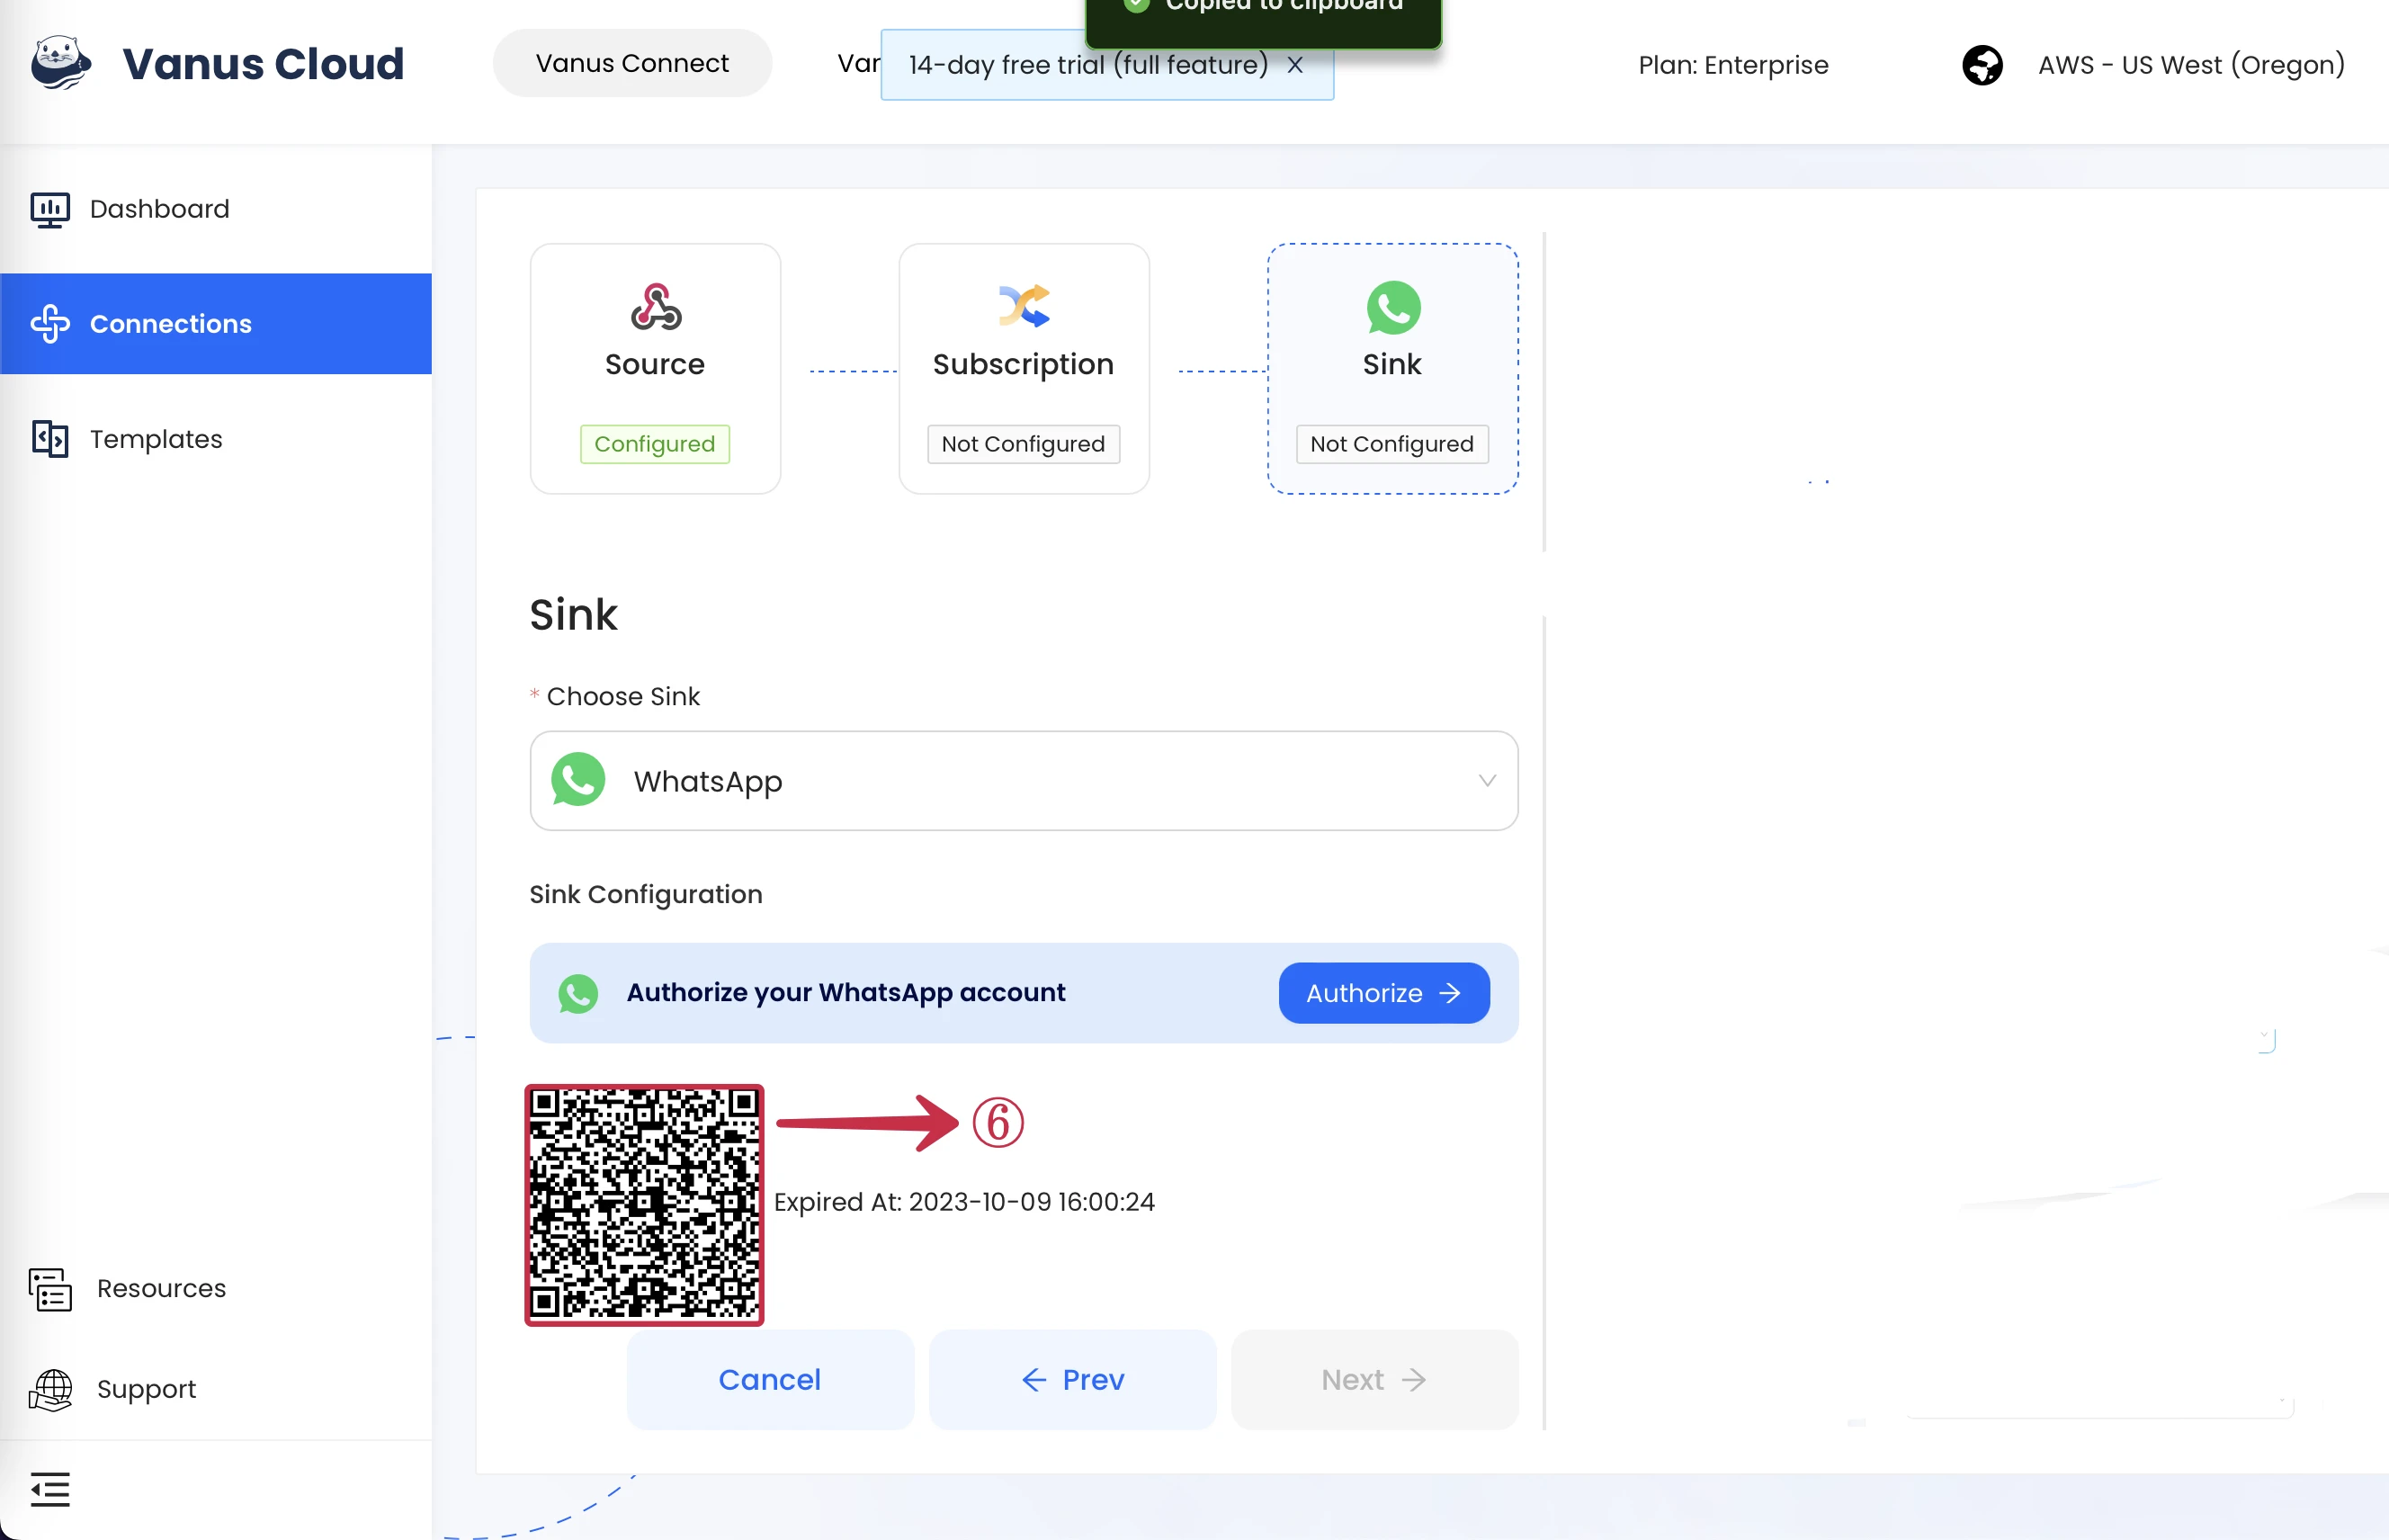 Copied to clipboard
Vanus Cloud
Vanus Connect
Van
14-day free trial (full feature)
Plan: Enterprise
AWS - US West (Oregon)
Dashboard
Connections
Templates
Source
Configured
Subscription
Not Configured
Sink
Not Configured
Sink
* Choose Sink
WhatsApp
Sink Configuration
Authorize your WhatsApp account
Authorize →
⑥
Expired At: 2023-10-09 16:00:24
Cancel
← Prev
Next →
Resources
Support